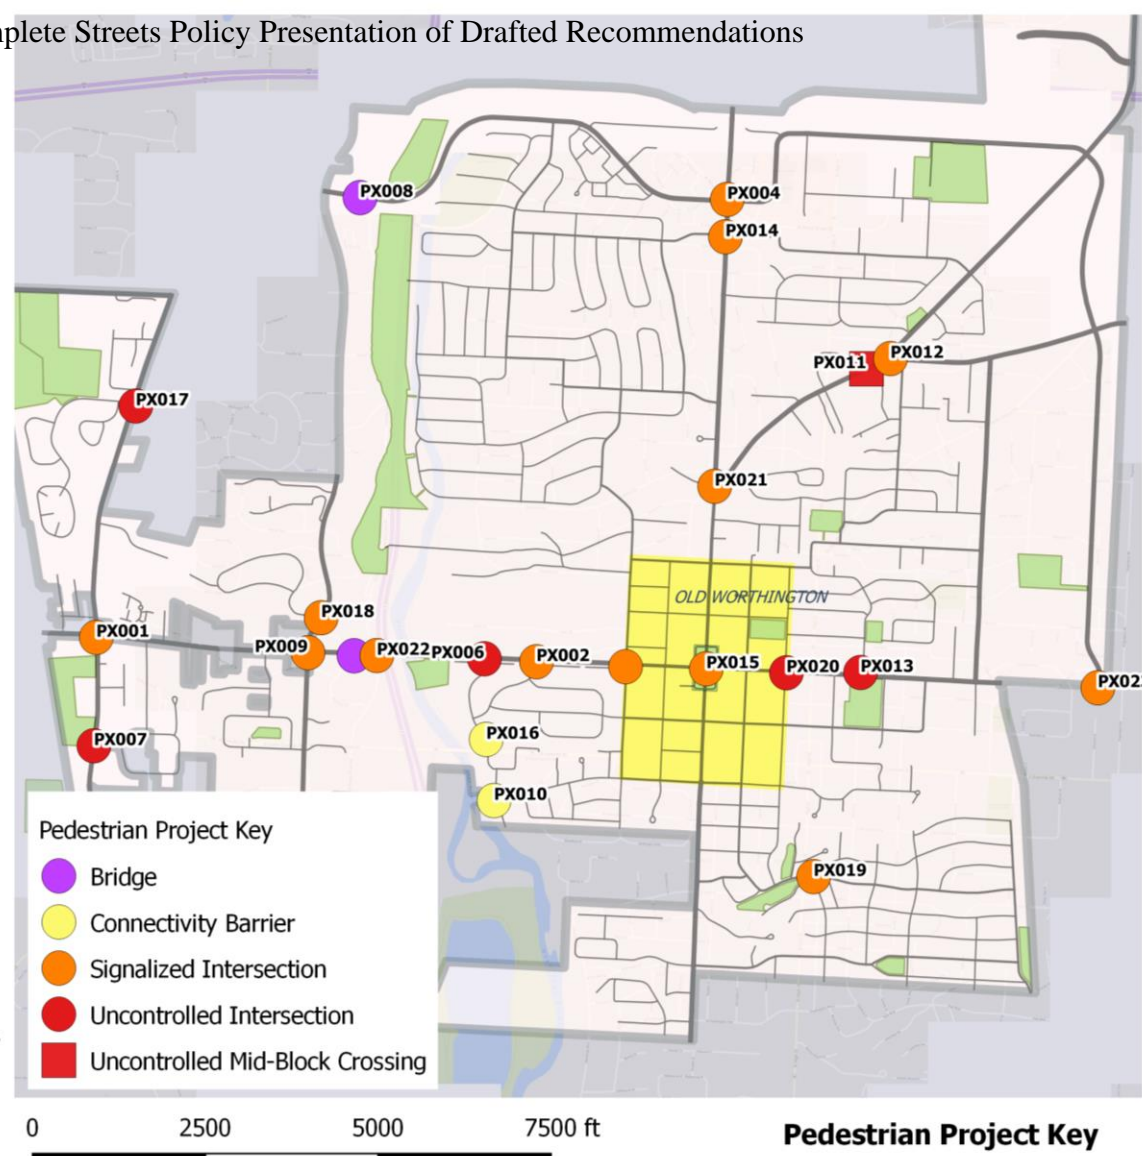 nplete Streets Policy Presentation of Drafted Recommendations
PX008
PX004
PX014
PX012
PX011
PX017
PX021
OLD WORTHINGTON
PX018
PX001
PX009
PX022
PX006
PX002
PX015
PX020
PX013
PX02
PX016
PX007
PX010
PX019
Pedestrian Project Key
Bridge
Connectivity Barrier
Signalized Intersection
Uncontrolled Intersection
Uncontrolled Mid-Block Crossing
0 2500 5000 7500 ft
Pedestrian Project Key